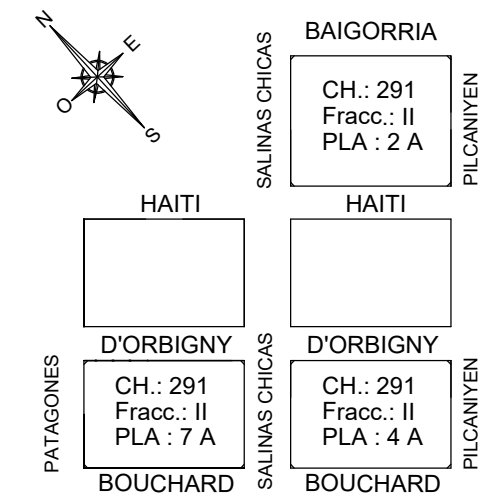 N
E
O
S
BAIGORRIA
SALINAS CHICAS
CH.: 291
Fracc.: II
PLA : 2 A
PILCANIYEN
HAITI
HAITI
D'ORBIGNY
D'ORBIGNY
PATAGONES
CH.: 291
Fracc.: II
PLA : 7 A
SALINAS CHICAS
CH.: 291
Fracc.: II
PLA : 4 A
PILCANIYEN
BOUCHARD
BOUCHARD